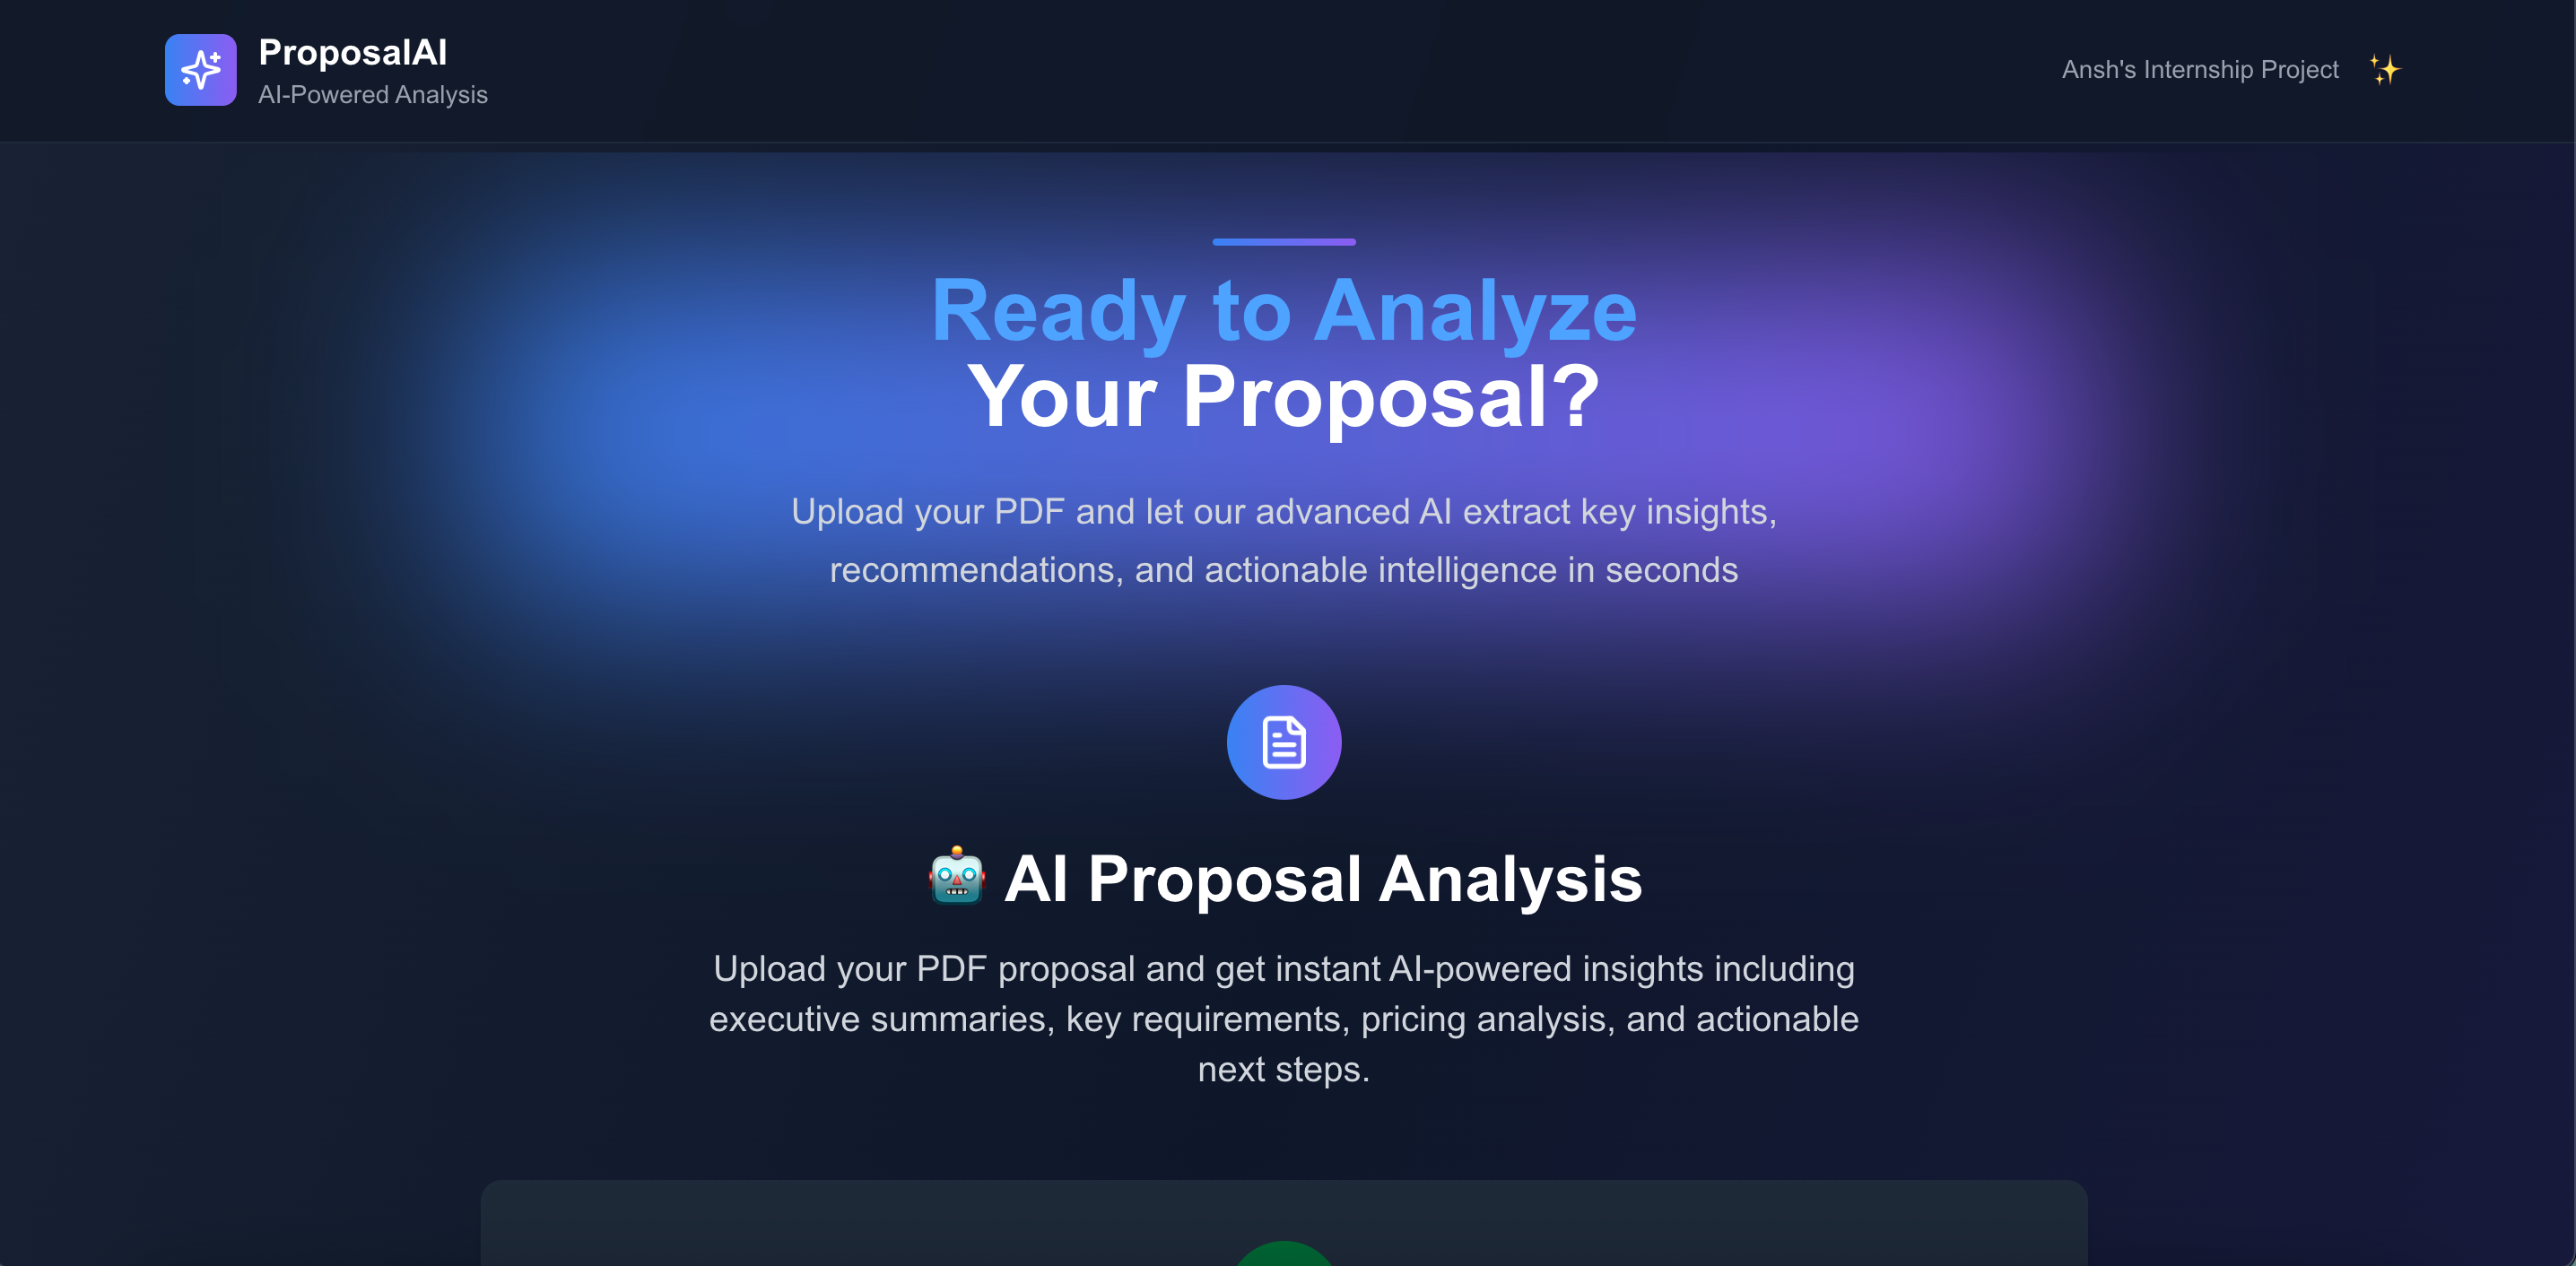 ProposalAI
AI-Powered Analysis
Ansh's Internship Project
Ready to Analyze
Your Proposal?
Upload your PDF and let our advanced AI extract key insights,
recommendations, and actionable intelligence in seconds
AI Proposal Analysis
Upload your PDF proposal and get instant AI-powered insights including
executive summaries, key requirements, pricing analysis, and actionable
next steps.